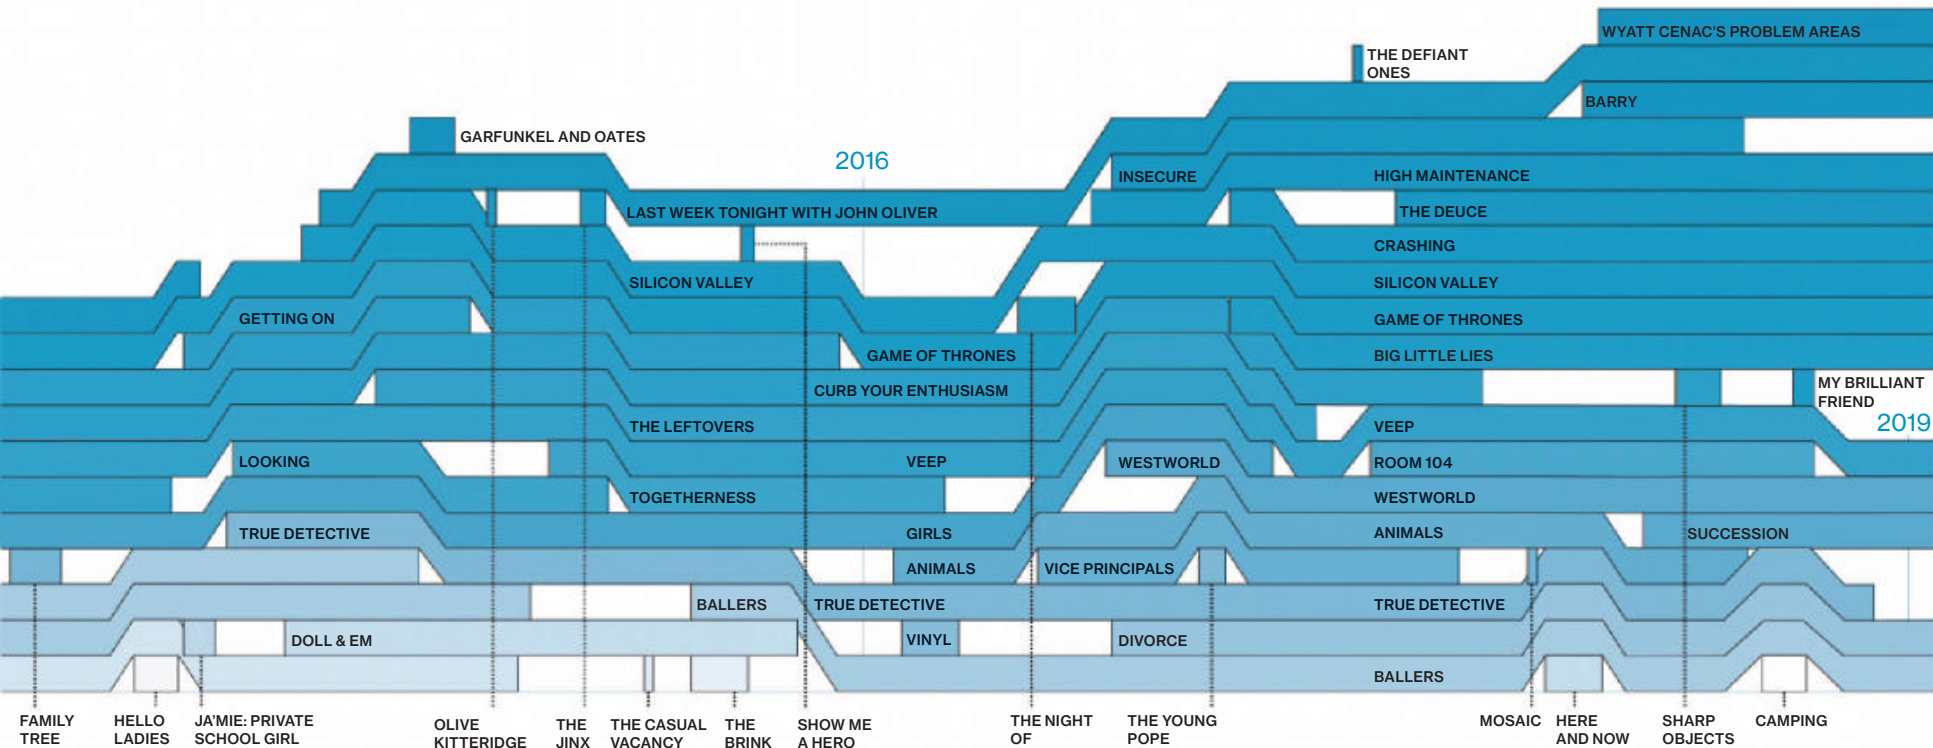 WYATT CENAC'S PROBLEM AREAS
THE DEFIANT
ONES
BARRY
GARFUNKEL AND OATES
2016
INSECURE
HIGH MAINTENANCE
LAST WEEK TONIGHT WITH JOHN OLIVER
THE DEUCE
CRASHING
SILICON VALLEY
SILICON VALLEY
GETTING ON
GAME OF THRONES
GAME OF THRONES
BIG LITTLE LIES
CURB YOUR ENTHUSIASM
MY BRILLIANT
FRIEND
2019
THE LEFTOVERS
VEEP
LOOKING
VEEP
WESTWORLD
ROOM 104
TOGETHERNESS
WESTWORLD
TRUE DETECTIVE
GIRLS
ANIMALS
SUCCESSION
ANIMALS
VICE PRINCIPALS
BALLERS
TRUE DETECTIVE
TRUE DETECTIVE
DOLL & EM
VINYL
DIVORCE
BALLERS
FAMILY
TREE
HELLO
LADIES
JA'MIE: PRIVATE
SCHOOL GIRL
OLIVE
KITTERIDGE
THE
JINX
THE CASUAL
VACANCY
THE
BRINK
SHOW ME
A HERO
THE NIGHT
OF
THE YOUNG
POPE
MOSAIC
HERE
AND NOW
SHARP
OBJECTS
CAMPING